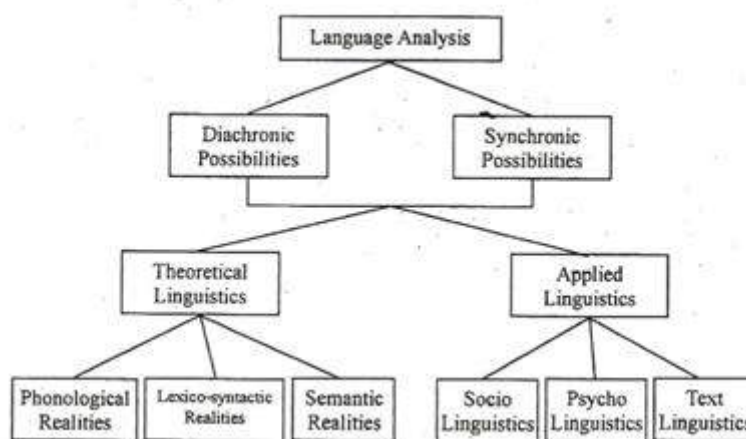 Language Analysis
Diachronic
Possibilities
Synchronic
Possibilities
Theoretical
Linguistics
Applied
Linguistics
Phonological
Realities
Lexico-syntactic
Realities
Semantic
Realities
Socio
Linguistics
Psycho
Linguistics
Text
Linguistics